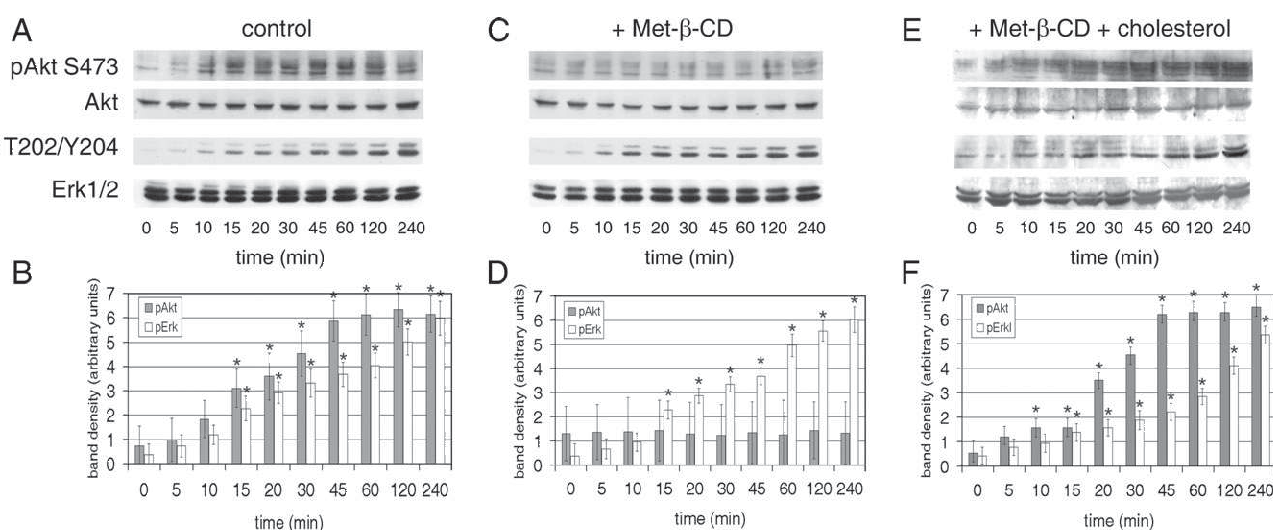 A control
pAkt S473
Akt
T202/Y204
Erk1/2
0 5 10 15 20 30 45 60 120 240
time (min)
C + Met-β-CD
0 5 10 15 20 30 45 60 120 240
time (min)
E + Met-β-CD + cholesterol
0 5 10 15 20 30 45 60 120 240
time (min)
B
band density (arbitrary units)
7
6
5
4
3
2
1
0
pAkt
pErk
* * * * * * * * * * * * * *
0 5 10 15 20 30 45 60 120 240
time (min)
D
band density (arbitrary units)
7
6
5
4
3
2
1
0
pAkt
pErk
* * * * * * *
0 5 10 15 20 30 45 60 120 240
time (min)
F
band density (arbitrary units)
7
6
5
4
3
2
1
0
pAkt
pErkl
* * * * * * * * * * * * * * *
0 5 10 15 20 30 45 60 120 240
time (min)